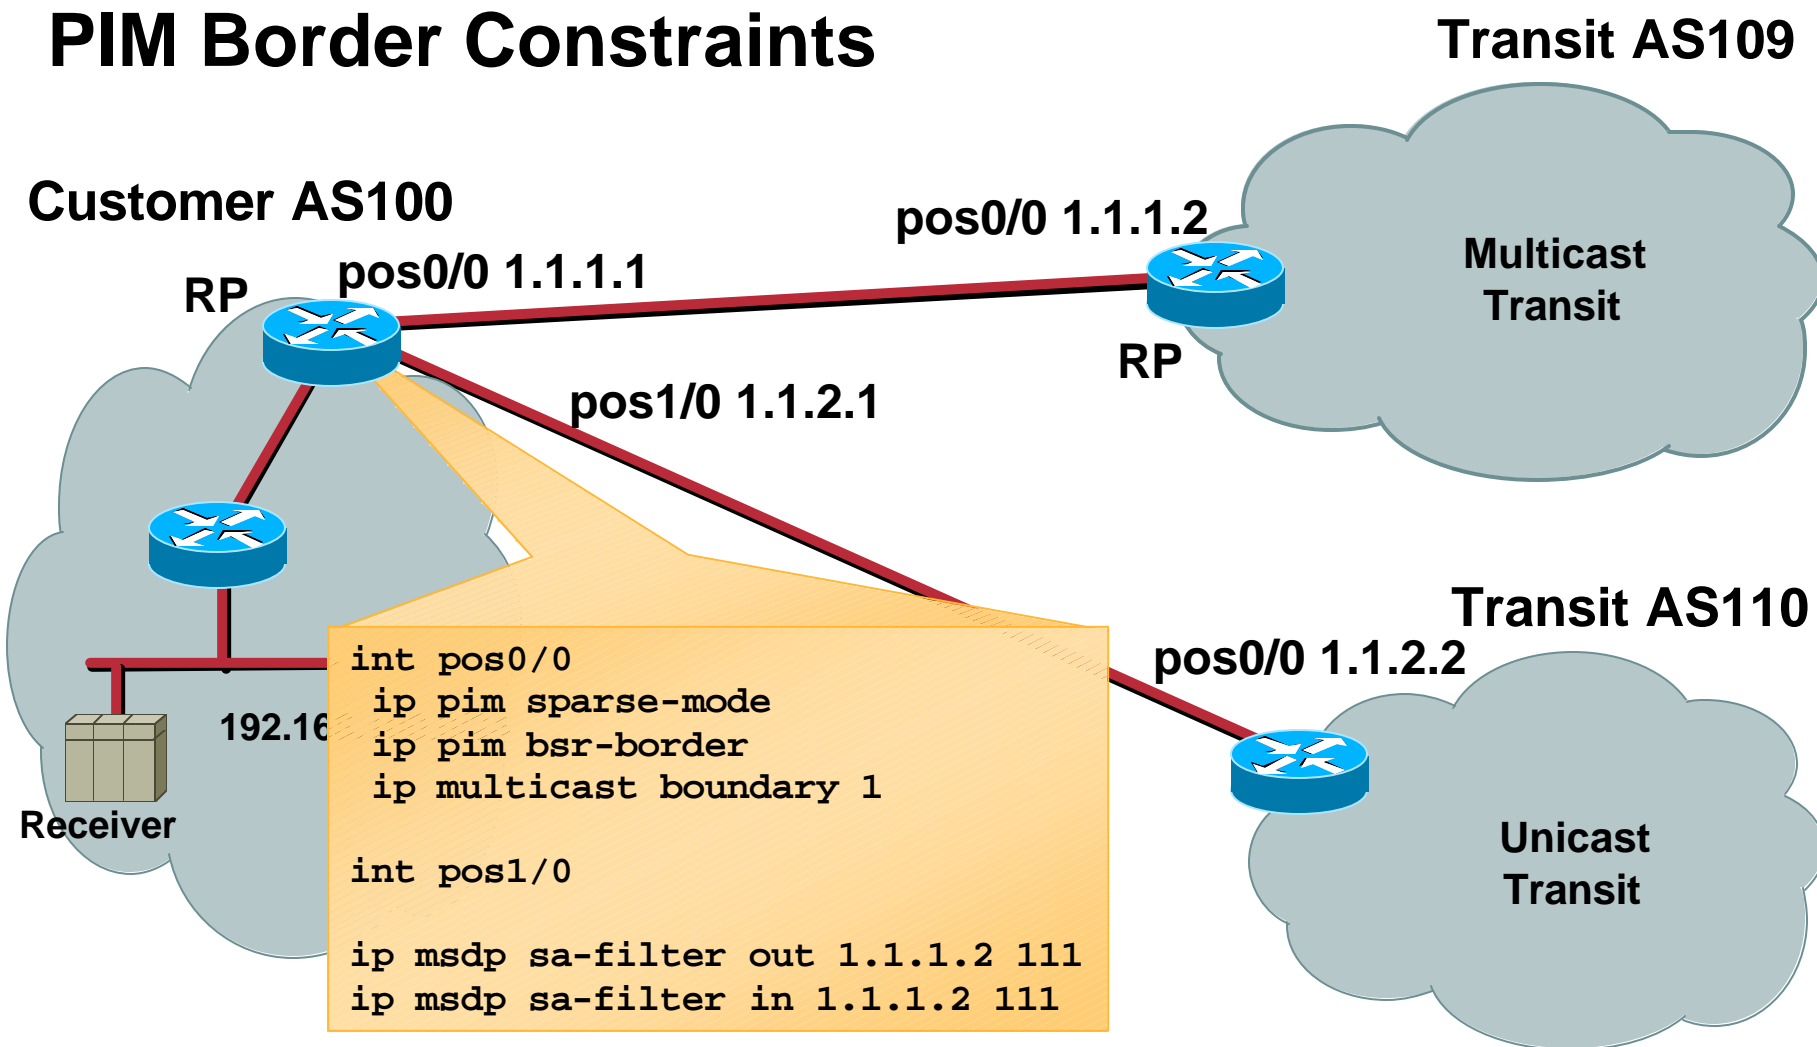 PIM Border Constraints
Transit AS109
Customer AS100
pos0/0 1.1.1.2
Multicast
Transit
RP
pos0/0 1.1.1.1
RP
pos1/0 1.1.2.1
Transit AS110
pos0/0 1.1.2.2
192.16
Receiver
Unicast
Transit
int pos0/0
ip pim sparse-mode
ip pim bsr-border
ip multicast boundary 1
int pos1/0
ip msdp sa-filter out 1.1.1.2 111
ip msdp sa-filter in 1.1.1.2 111